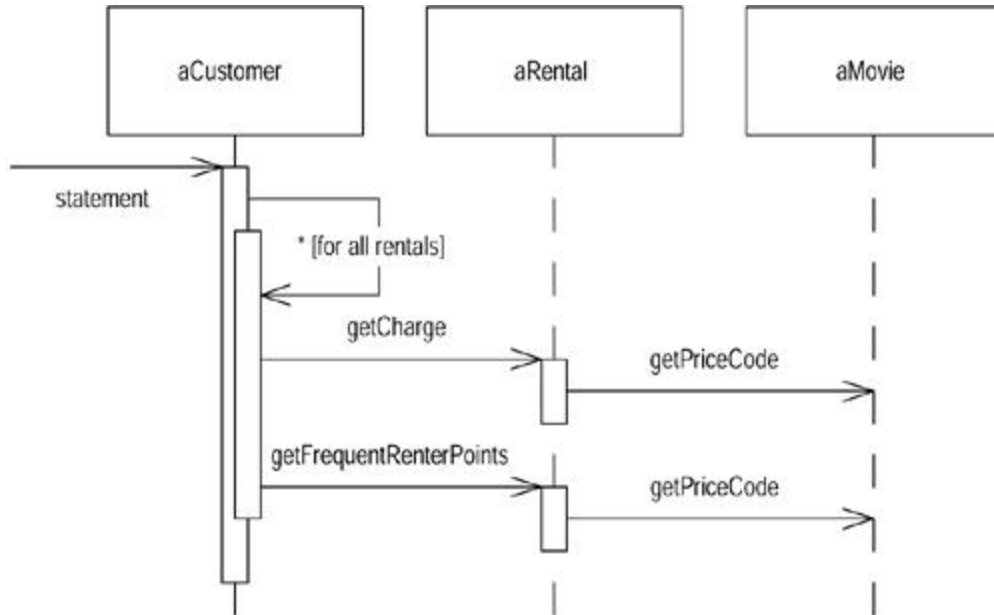 aCustomer
aRental
aMovie
statement
* [for all rentals]
getCharge
getPriceCode
getFrequentRenterPoints
getPriceCode